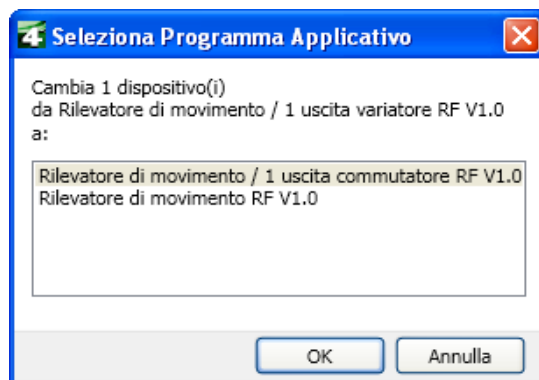 4 Seleziona Programma Applicativo
Cambia 1 dispositivo(i)
da Rilevatore di movimento / 1 uscita variatore RF V1.0
a:
Rilevatore di movimento / 1 uscita commutatore RF V1.0
Rilevatore di movimento RF V1.0
OK
Annulla